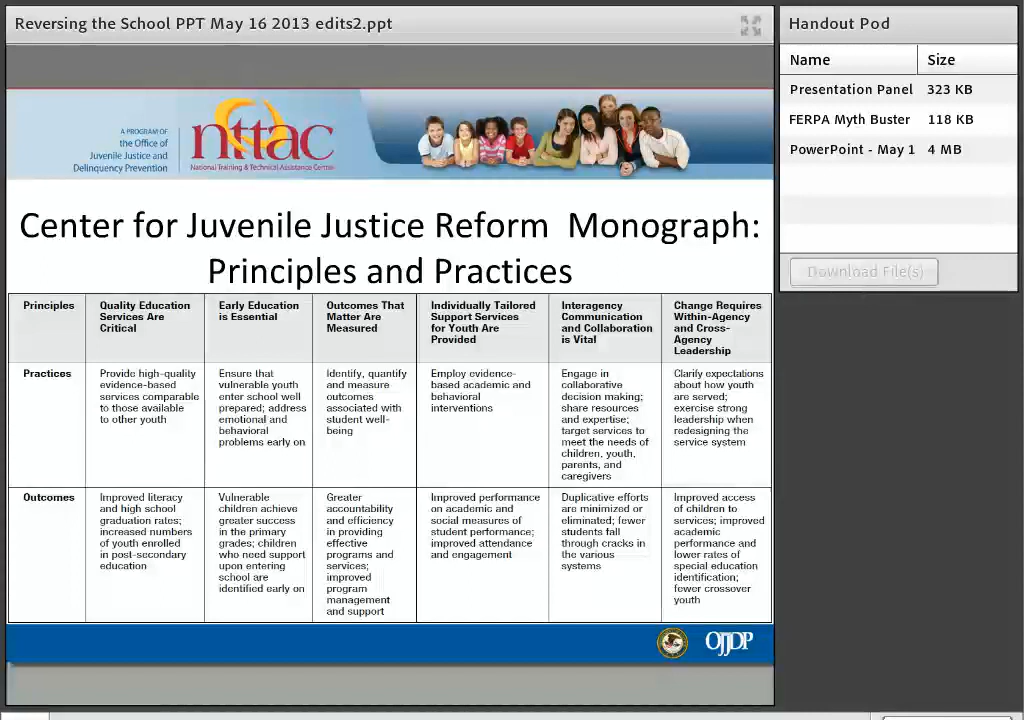 Reversing the School PPT May 16 2013 edits2.ppt
A PROGRAM OF
the Office of
Juvenile Justice and
Delinquency Prevention
nttac
National Training & Technical Assistance Center
Center for Juvenile Justice Reform Monograph:
Principles and Practices
Principles
Quality Education
Services Are
Critical
Early Education
is Essential
Outcomes That
Matter Are
Measured
Individually Tailored
Support Services
for Youth Are
Provided
Interagency
Communication
and Collaboration
is Vital
Change Requires
Within-Agency
and Cross-
Agency
Leadership
Practices
Provide high-quality
evidence-based
services comparable
to those available
to other youth
Ensure that
vulnerable youth
enter school well
prepared; address
emotional and
behavioral
problems early on
Identify, quantify
and measure
outcomes
associated with
student well-
being
Employ evidence-
based academic and
behavioral
interventions
Engage in
collaborative
decision making;
share resources
and expertise;
target services to
meet the needs of
children, youth,
parents, and
caregivers
Clarify expectations
about how youth
are served;
exercise strong
leadership when
redesigning the
service system
Outcomes
Improved literacy
and high school
graduation rates;
increased numbers
of youth enrolled
in post-secondary
education
Vulnerable
children achieve
greater success
in the primary
grades; children
who need support
upon entering
school are
identified early on
Greater
accountability
and efficiency
in providing
effective
programs and
services;
improved
program
management
and support
Improved performance
on academic and
social measures of
student performance;
improved attendance
and engagement
Duplicative efforts
are minimized or
eliminated; fewer
students fall
through cracks in
the various
systems
Improved access
of children to
services; improved
academic
performance and
lower rates of
special education
identification;
fewer crossover
youth
OJJDP
Handout Pod
Name Size
Presentation Panel 323 KB
FERPA Myth Buster 118 KB
PowerPoint - May 1 4 MB
Download File(s)